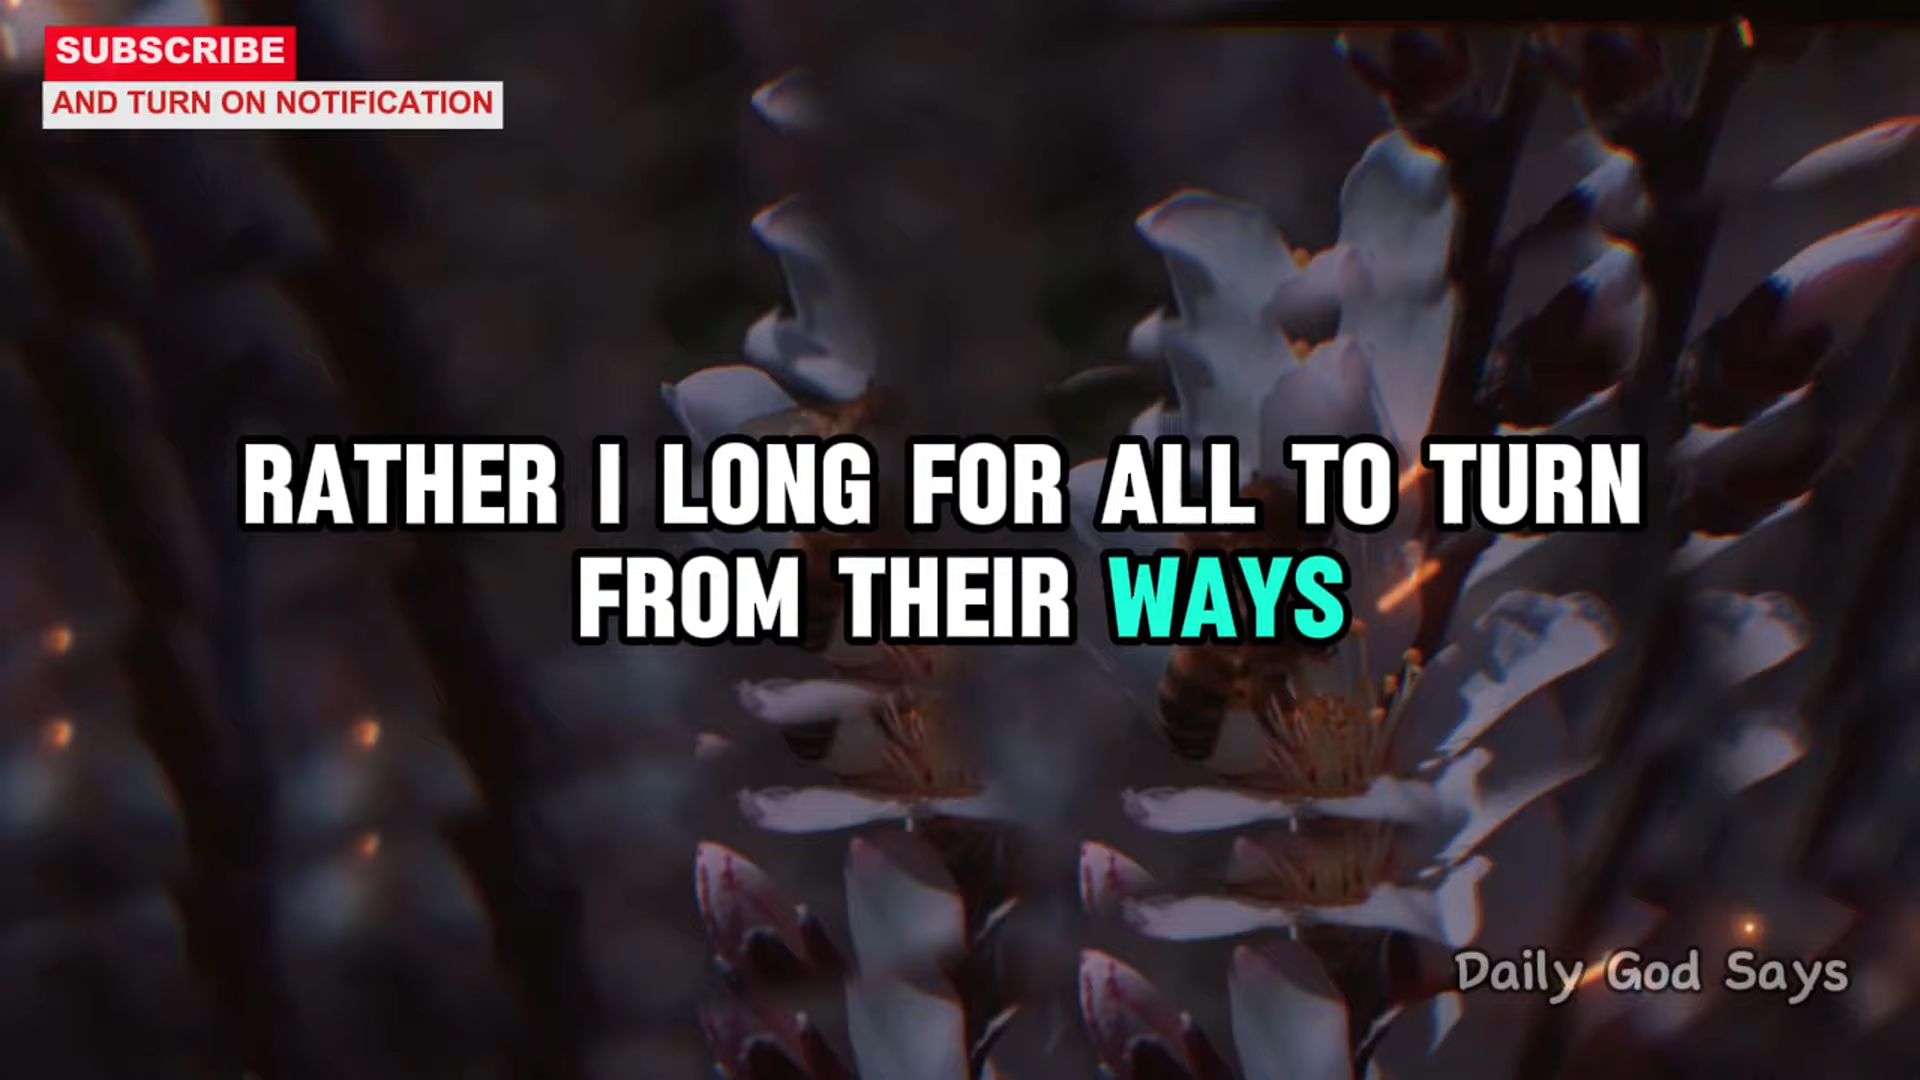 SUBSCRIBE
AND TURN ON NOTIFICATION
RATHER I LONG FOR ALL TO TURN
FROM THEIR WAYS
Daily God Says